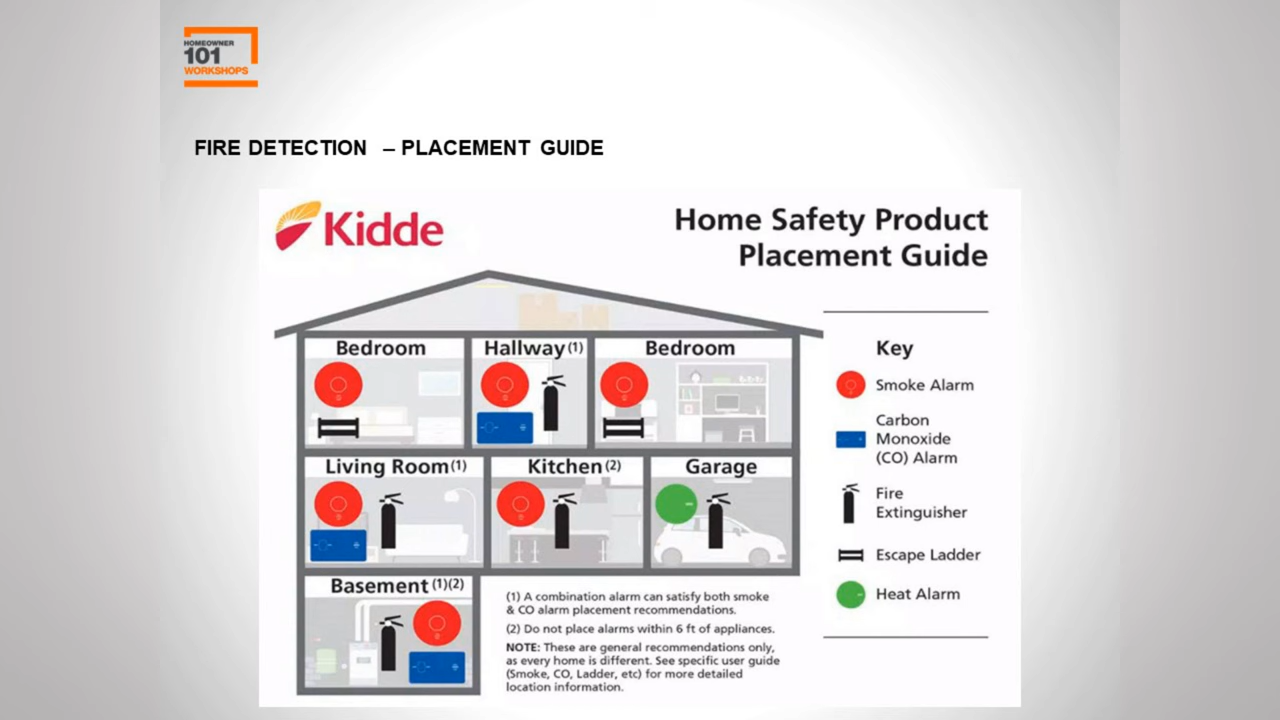 HOMEOWNER
101
WORKSHOPS
FIRE DETECTION – PLACEMENT GUIDE
Kidde
Home Safety Product
Placement Guide
Bedroom
Hallway (1)
Bedroom
Living Room (1)
Kitchen (2)
Garage
Basement (1)(2)
(1) A combination alarm can satisfy both smoke
& CO alarm placement recommendations.
(2) Do not place alarms within 6 ft of appliances.
NOTE: These are general recommendations only,
as every home is different. See specific user guide
(Smoke, CO, Ladder, etc) for more detailed
location information.
Key
Smoke Alarm
Carbon
Monoxide
(CO) Alarm
Fire
Extinguisher
Escape Ladder
Heat Alarm